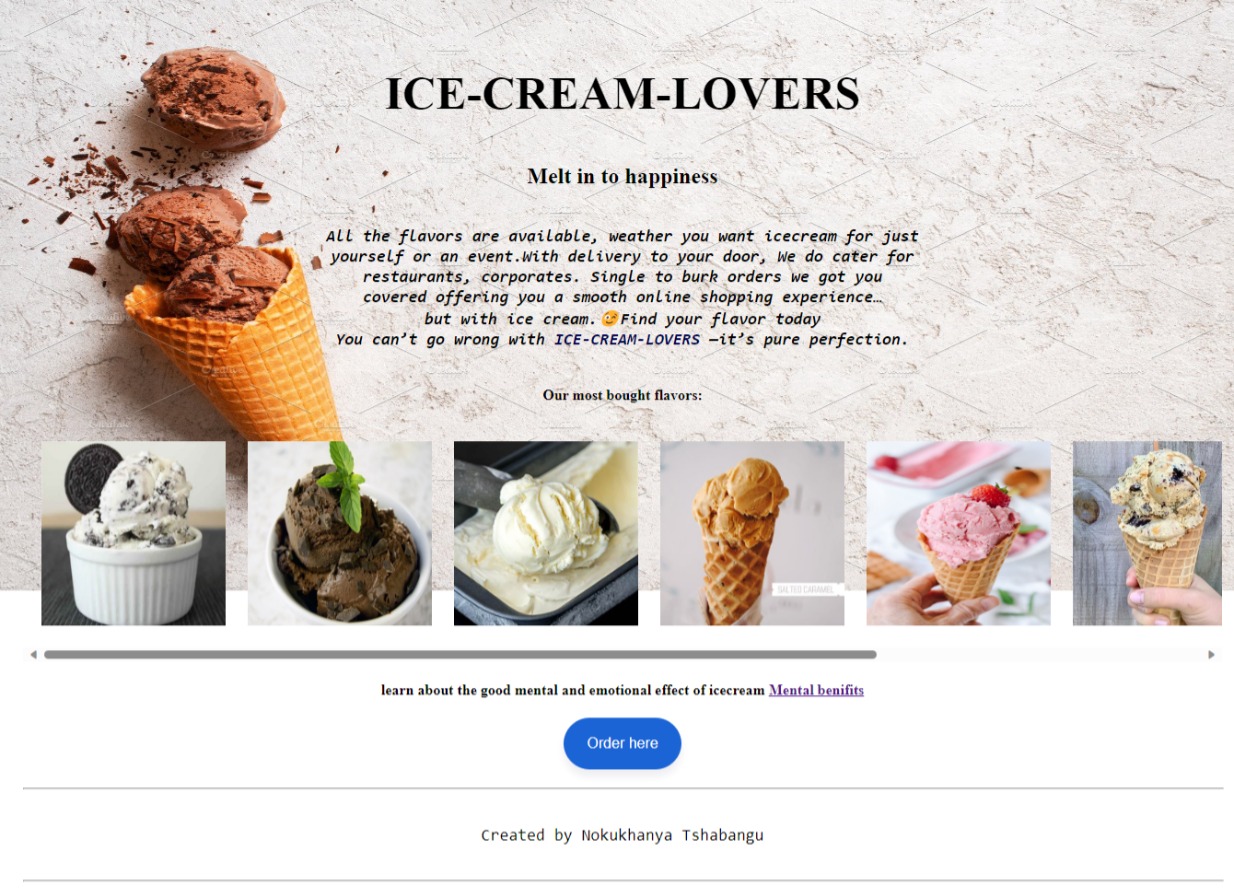 ICE-CREAM-LOVERS
Melt in to happiness
All the flavors are available, weather you want icecream for just
yourself or an event.With delivery to your door, We do cater for
restaurants, corporates. Single to burk orders we got you
covered offering you a smooth online shopping experience…
but with ice cream.😋Find your flavor today
You can’t go wrong with ICE-CREAM-LOVERS —it’s pure perfection.
Our most bought flavors:
SALTED CARAMEL
learn about the good mental and emotional effect of icecream Mental benifits
Order here
Created by Nokukhanya Tshabangu